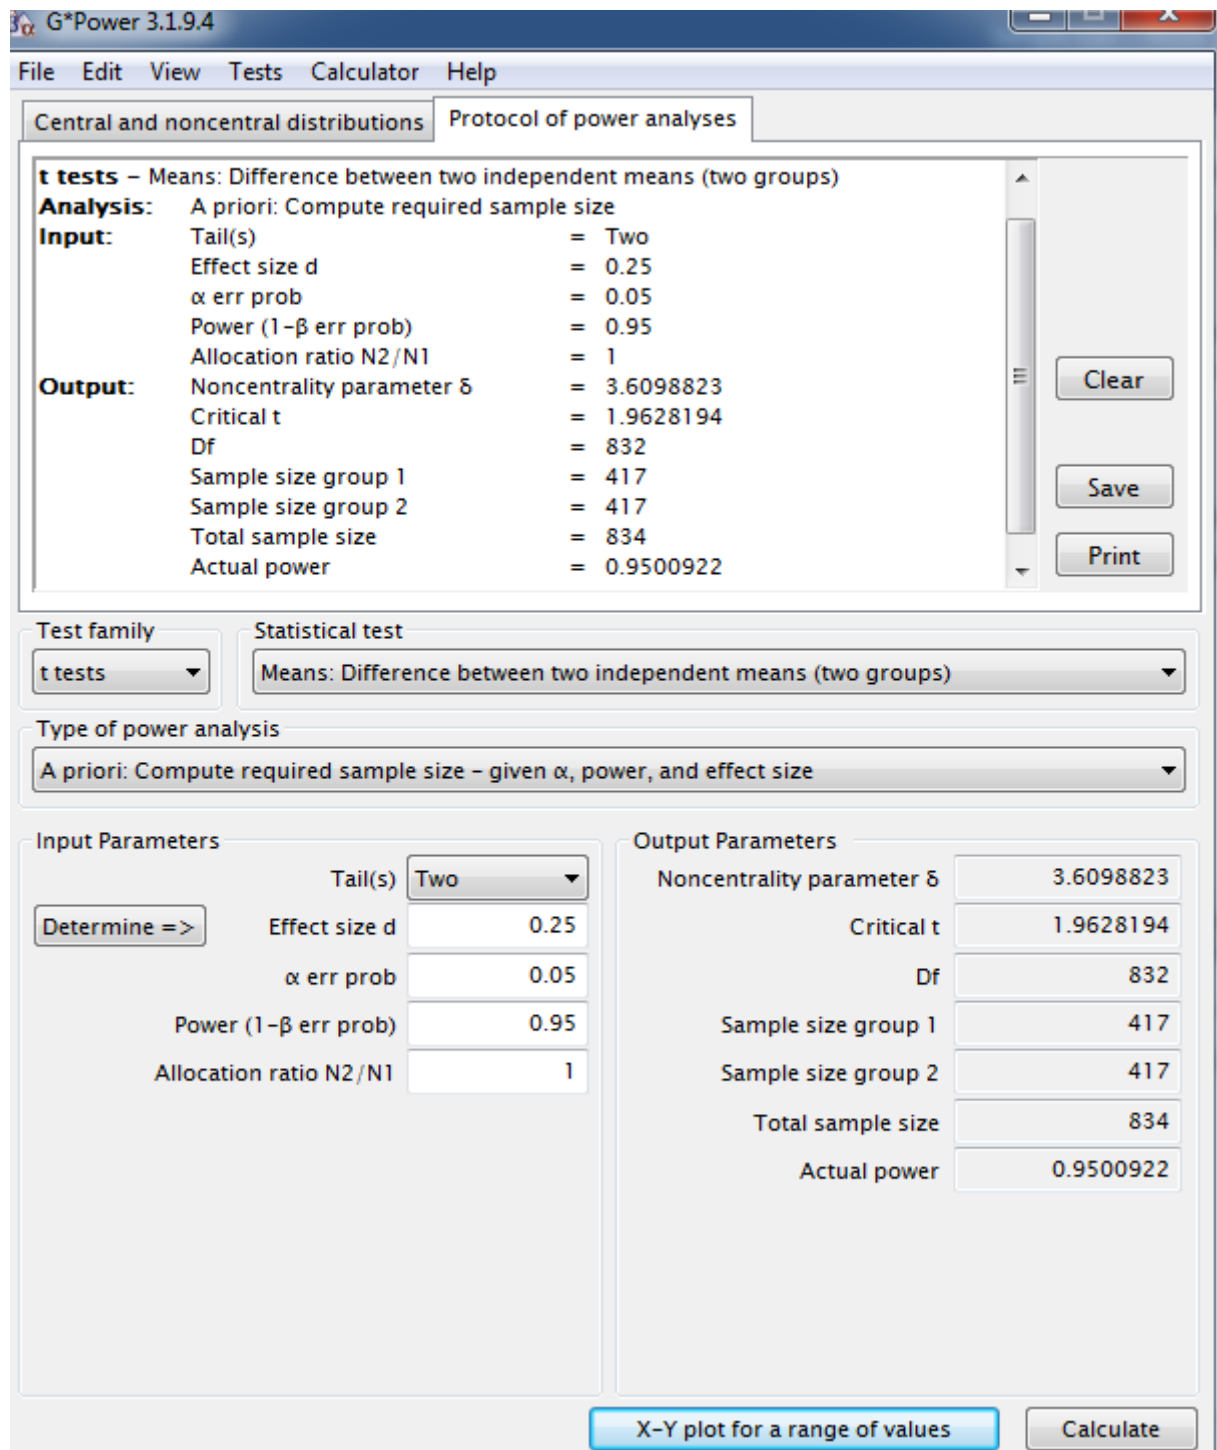 G*Power 3.1.9.4
File Edit View Tests Calculator Help
Central and noncentral distributions Protocol of power analyses
t tests – Means: Difference between two independent means (two groups)
Analysis: A priori: Compute required sample size
Input: Tail(s) = Two
Effect size d = 0.25
α err prob = 0.05
Power (1-β err prob) = 0.95
Allocation ratio N2/N1 = 1
Output: Noncentrality parameter δ = 3.6098823
Critical t = 1.9628194
Df = 832
Sample size group 1 = 417
Sample size group 2 = 417
Total sample size = 834
Actual power = 0.9500922
Clear
Save
Print
Test family Statistical test
t tests Means: Difference between two independent means (two groups)
Type of power analysis
A priori: Compute required sample size – given α, power, and effect size
Input Parameters
Tail(s) Two
Determine => Effect size d 0.25
α err prob 0.05
Power (1-β err prob) 0.95
Allocation ratio N2/N1 1
Output Parameters
Noncentrality parameter δ 3.6098823
Critical t 1.9628194
Df 832
Sample size group 1 417
Sample size group 2 417
Total sample size 834
Actual power 0.9500922
X-Y plot for a range of values Calculate